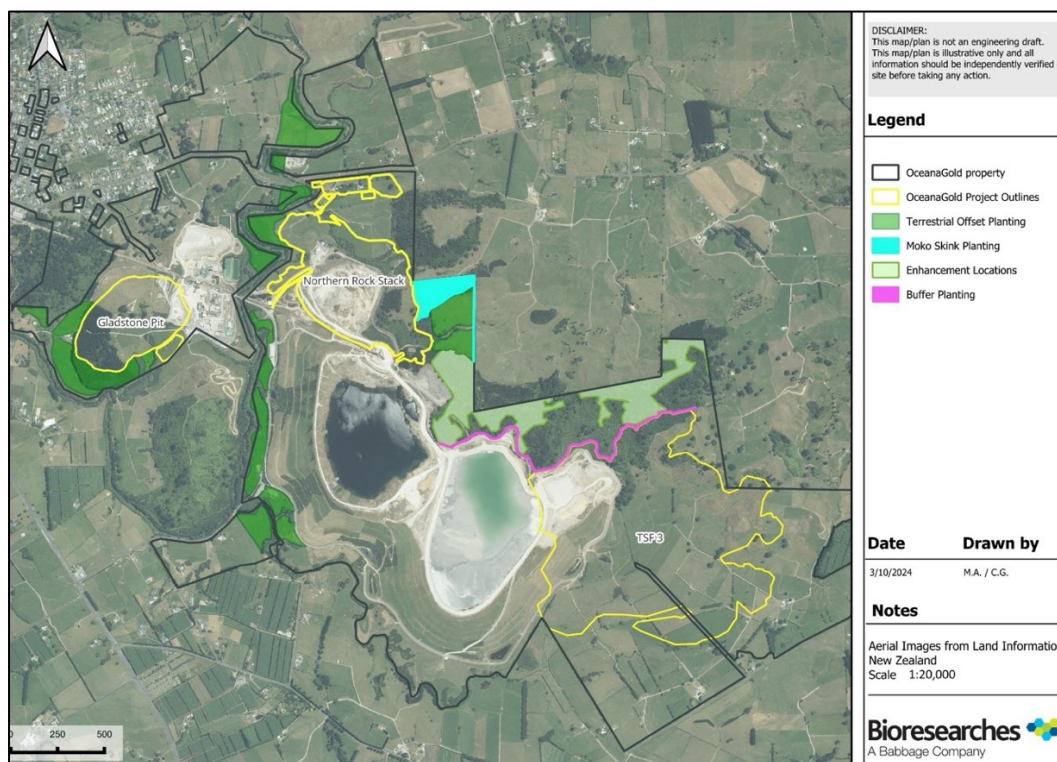 DISCLAIMER:
This map/plan is not an engineering draft.
This map/plan is illustrative only and all
information should be independently verified
site before taking any action.
Legend
OceanaGold property
OceanaGold Project Outlines
Terrestrial Offset Planting
Moko Skink Planting
Enhancement Locations
Buffer Planting
Northern Rock Stack
Gladstone Pit
TSF 3
Date Drawn by
3/10/2024 M.A. / C.G.
Notes
Aerial Images from Land Informatio
New Zealand
Scale 1:20,000
0 250 500
Bioresearches
A Babbage Company